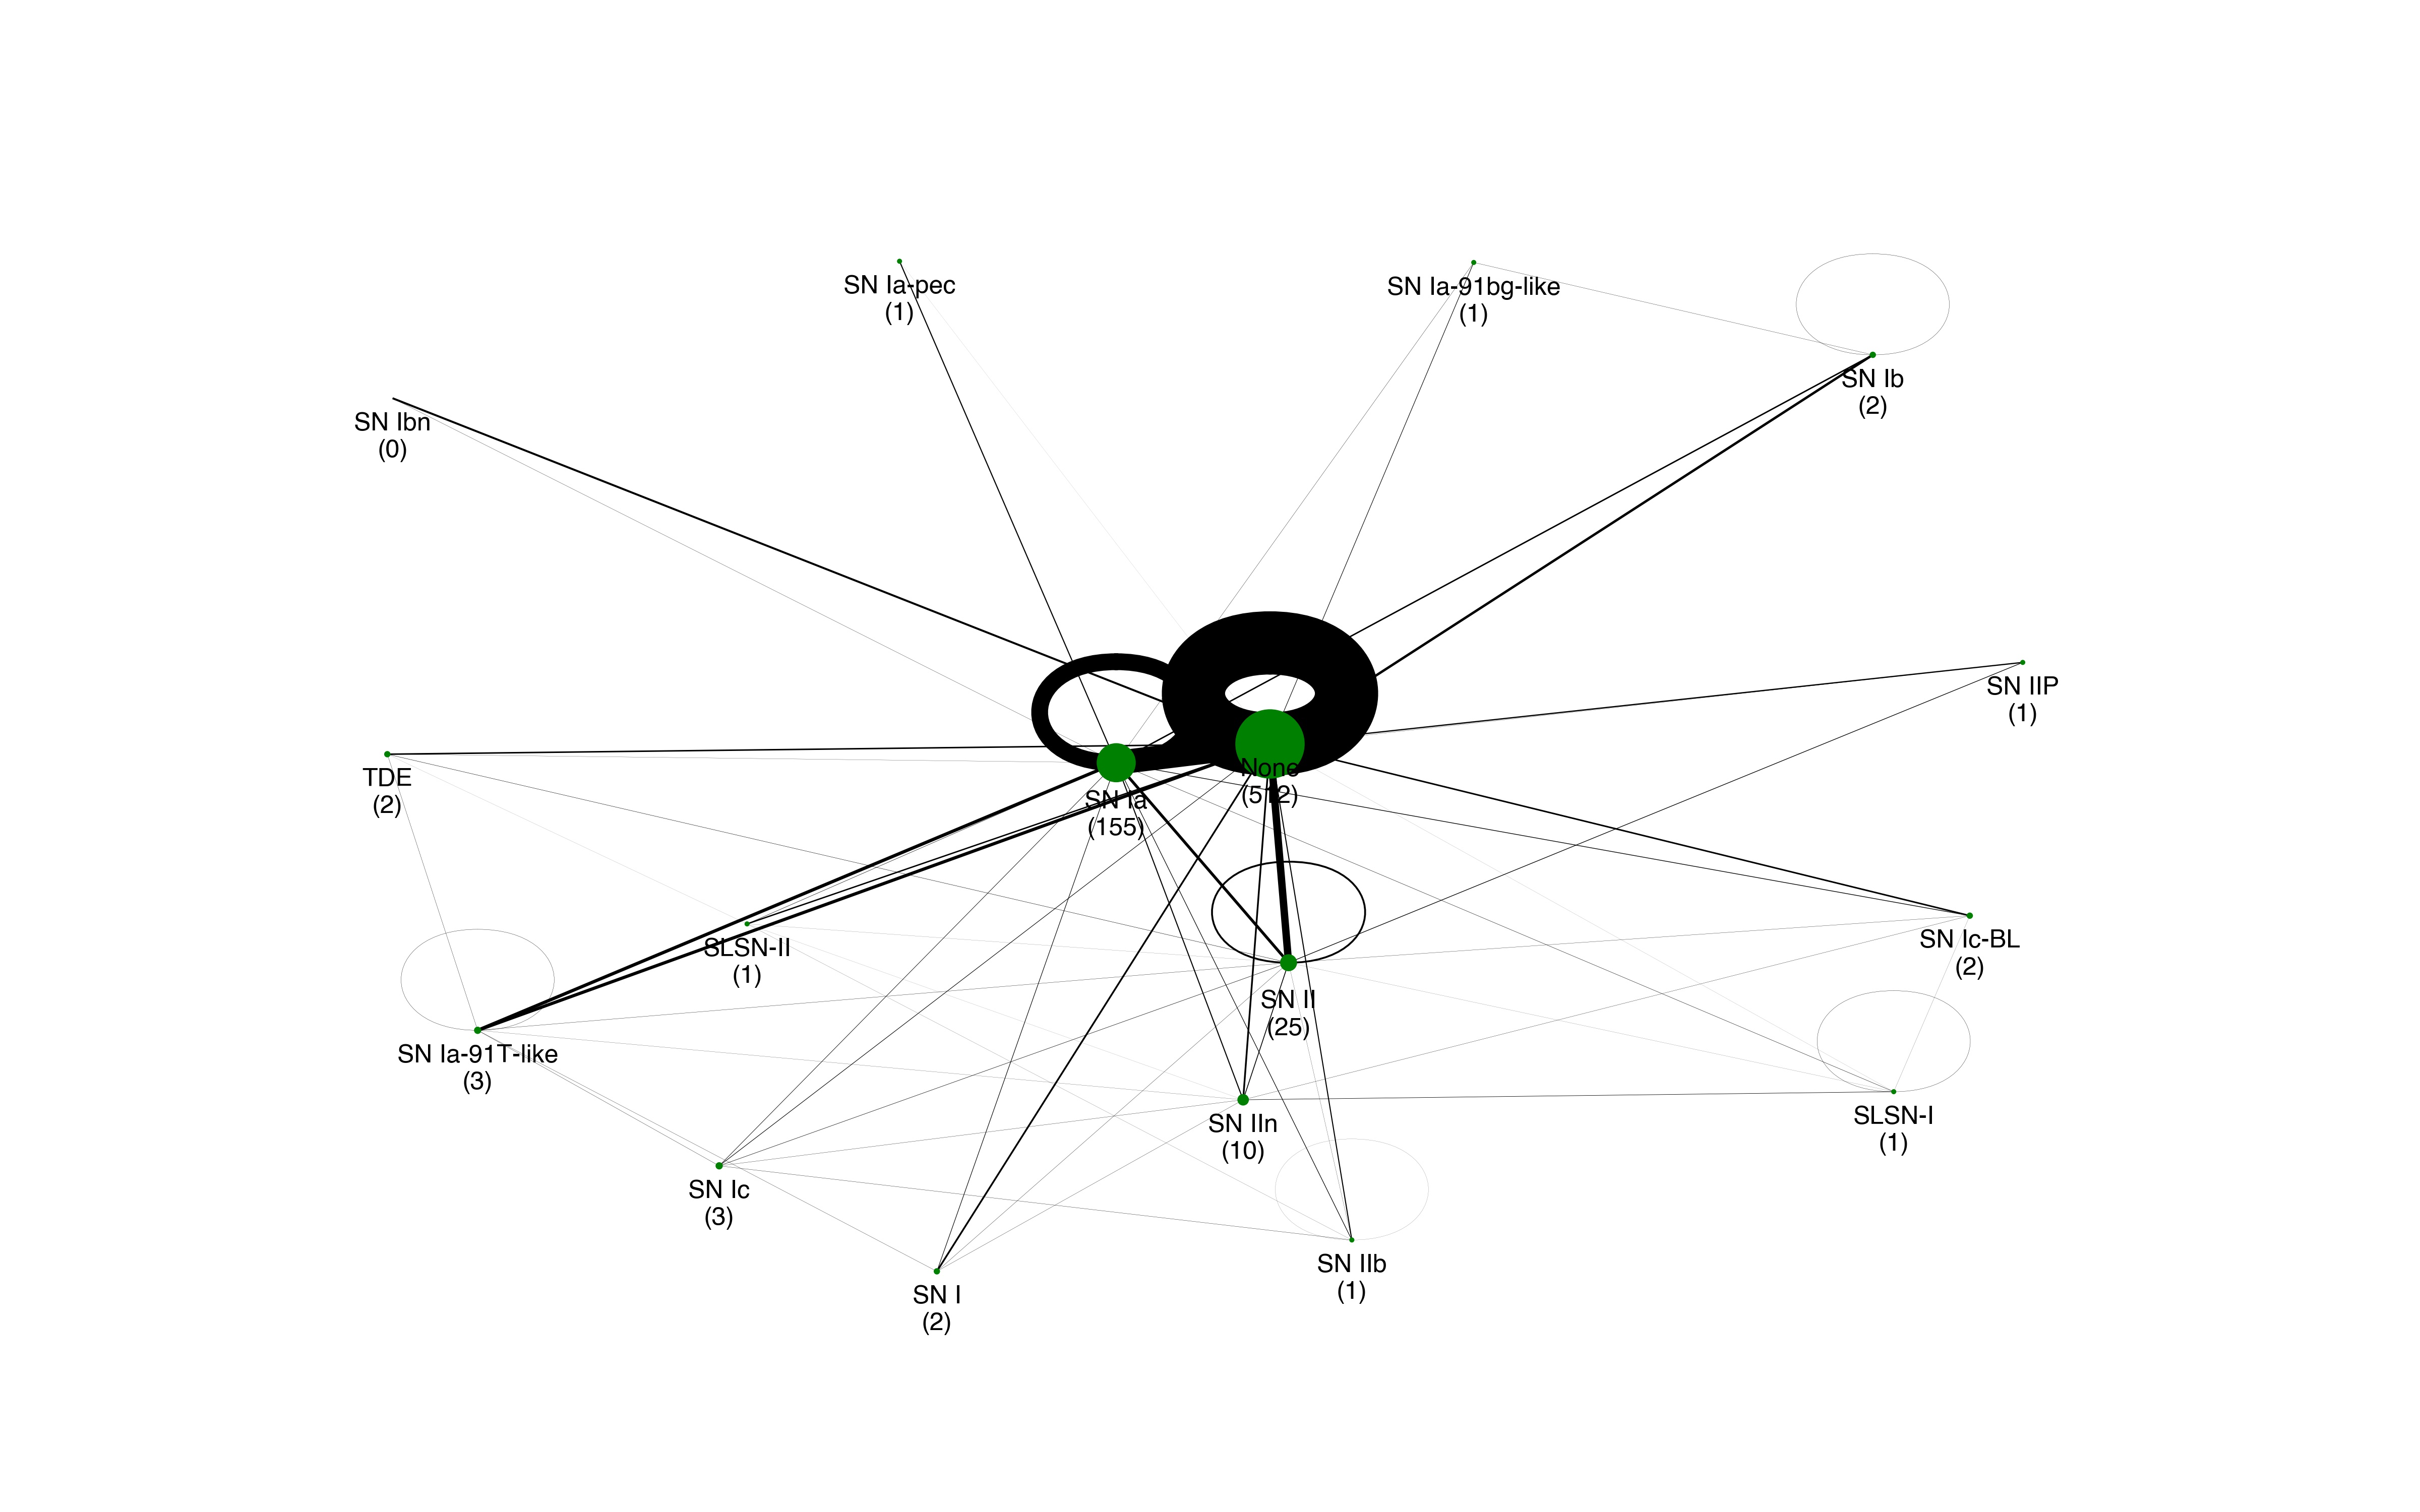 SN Ia-pec
(1)
SN Ia-91bg-like
(1)
SN Ib
(2)
SN Ibn
(0)
SN IIP
(1)
TDE
(2)
None
(512)
SN Ia
(155)
SLSN-II
(1)
SN Ic-BL
(2)
SN II
(25)
SN Ia-91T-like
(3)
SN IIn
(10)
SLSN-I
(1)
SN Ic
(3)
SN IIb
(1)
SN I
(2)